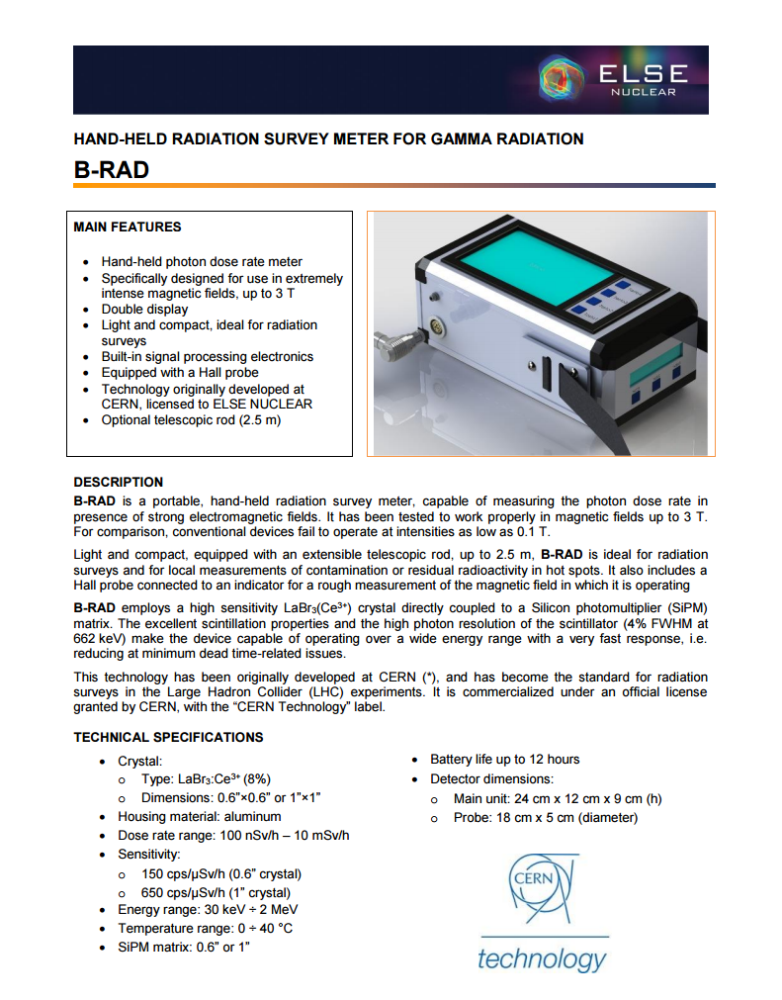 ELSE
NUCLEAR
HAND-HELD RADIATION SURVEY METER FOR GAMMA RADIATION
B-RAD
MAIN FEATURES
• Hand-held photon dose rate meter
• Specifically designed for use in extremely
intense magnetic fields, up to 3 T
• Double display
• Light and compact, ideal for radiation
surveys
• Built-in signal processing electronics
• Equipped with a Hall probe
• Technology originally developed at
CERN, licensed to ELSE NUCLEAR
• Optional telescopic rod (2.5 m)
DESCRIPTION
B-RAD is a portable, hand-held radiation survey meter, capable of measuring the photon dose rate in
presence of strong electromagnetic fields. It has been tested to work properly in magnetic fields up to 3 T.
For comparison, conventional devices fail to operate at intensities as low as 0.1 T.
Light and compact, equipped with an extensible telescopic rod, up to 2.5 m, B-RAD is ideal for radiation
surveys and for local measurements of contamination or residual radioactivity in hot spots. It also includes a
Hall probe connected to an indicator for a rough measurement of the magnetic field in which it is operating
B-RAD employs a high sensitivity LaBr₃(Ce³⁺) crystal directly coupled to a Silicon photomultiplier (SiPM)
matrix. The excellent scintillation properties and the high photon resolution of the scintillator (4% FWHM at
662 keV) make the device capable of operating over a wide energy range with a very fast response, i.e.
reducing at minimum dead time-related issues.
This technology has been originally developed at CERN (*), and has become the standard for radiation
surveys in the Large Hadron Collider (LHC) experiments. It is commercialized under an official license
granted by CERN, with the “CERN Technology” label.
TECHNICAL SPECIFICATIONS
• Crystal:
o Type: LaBr₃:Ce³⁺ (8%)
o Dimensions: 0.6”×0.6” or 1”×1”
• Housing material: aluminum
• Dose rate range: 100 nSv/h – 10 mSv/h
• Sensitivity:
o 150 cps/µSv/h (0.6” crystal)
o 650 cps/µSv/h (1” crystal)
• Energy range: 30 keV ÷ 2 MeV
• Temperature range: 0 ÷ 40 °C
• SiPM matrix: 0.6” or 1”
• Battery life up to 12 hours
• Detector dimensions:
o Main unit: 24 cm x 12 cm x 9 cm (h)
o Probe: 18 cm x 5 cm (diameter)
CERN
technology